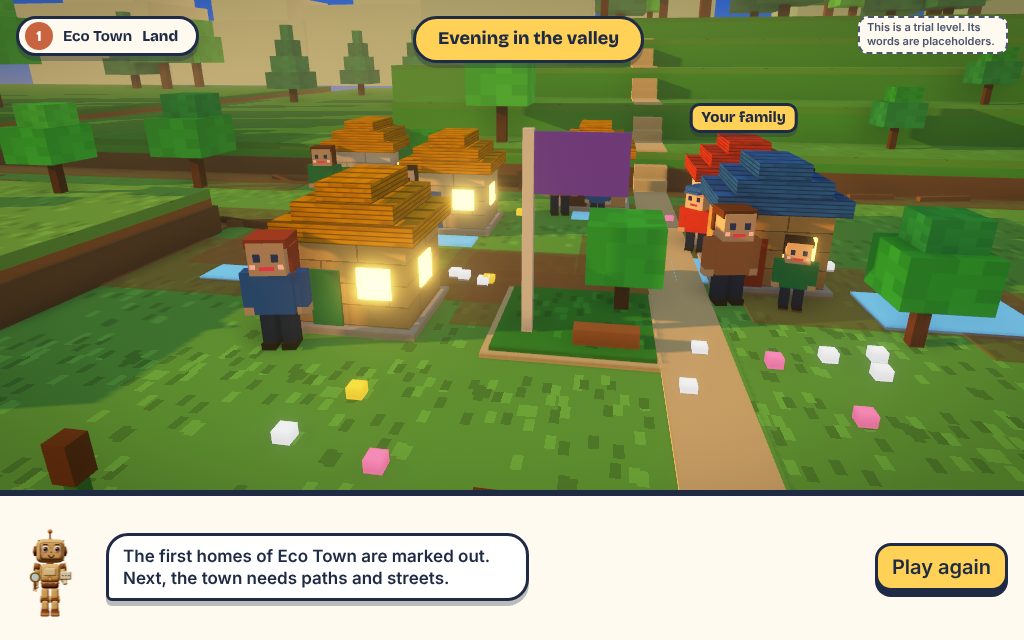 1 Eco Town Land
Evening in the valley
This is a trial level. Its
words are placeholders.
Your family
The first homes of Eco Town are marked out.
Next, the town needs paths and streets.
Play again